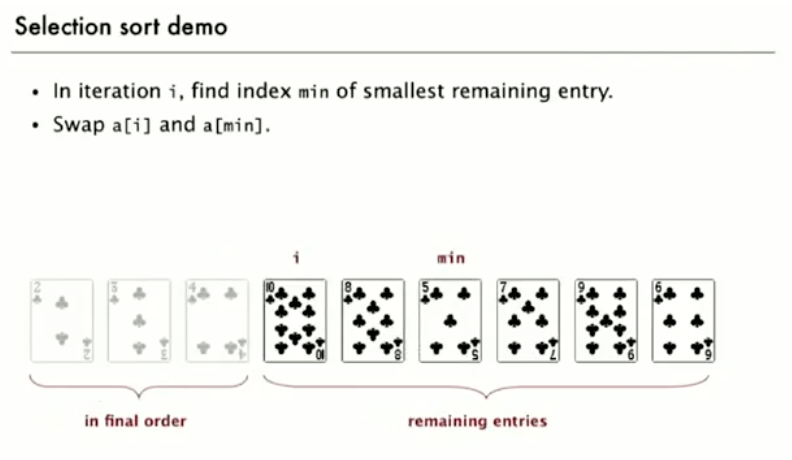 Selection sort demo
• In iteration i, find index min of smallest remaining entry.
• Swap a[i] and a[min].
i min
2 3 4 10 8 5 7 9 6
2 3 4 10 8 5 7 9 6
in final order remaining entries